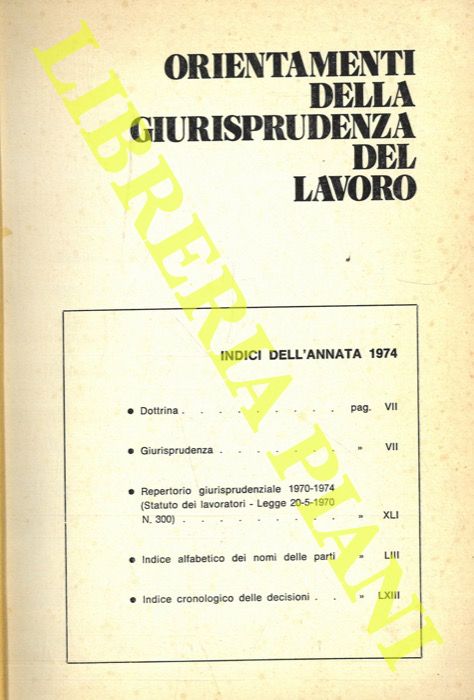 ORIENTAMENTI
DELLA
GIURISPRUDENZA
DEL
LAVORO
LIBRERIA PIANI
INDICI DELL'ANNATA 1974
● Dottrina . . . . . . . . . pag. VII
● Giurisprudenza . . . . . . . » VII
● Repertorio giurisprudenziale 1970-1974
(Statuto dei lavoratori - Legge 20-5-1970
N. 300) . . . . . . . . . . » XLI
● Indice alfabetico dei nomi delle parti » LIII
● Indice cronologico delle decisioni . . » LXIII